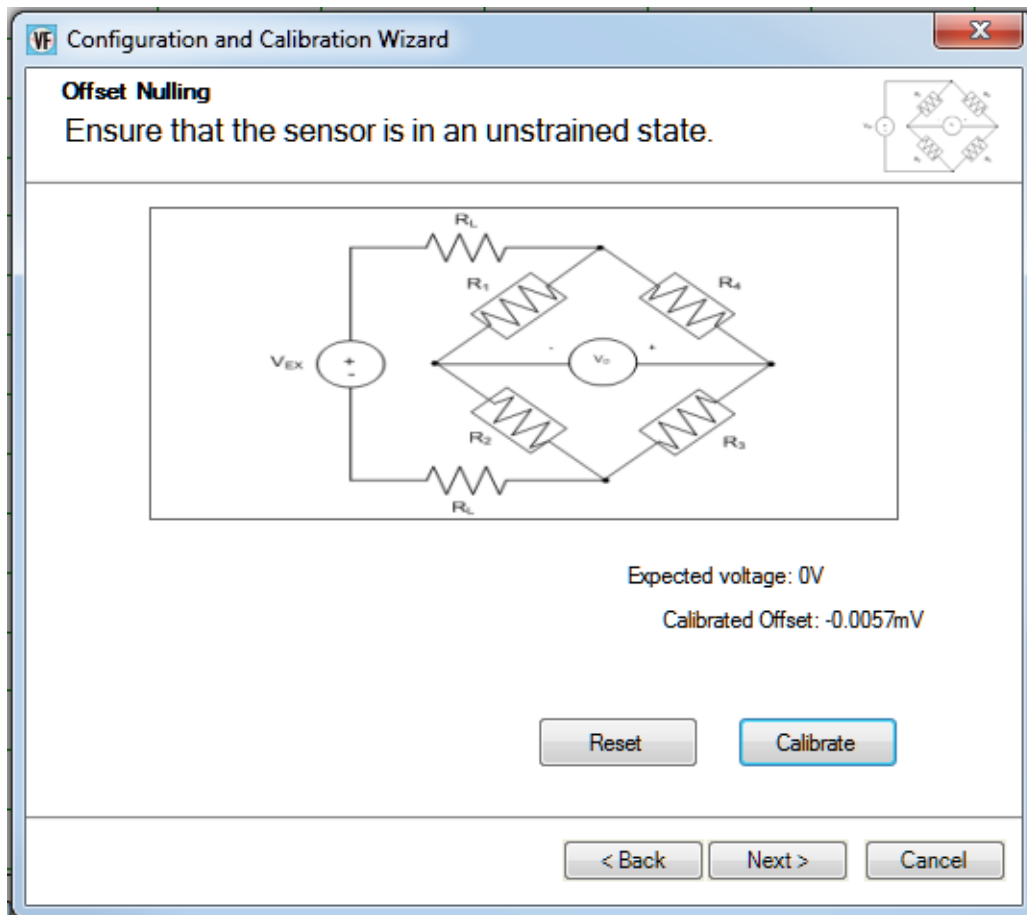 VF Configuration and Calibration Wizard
X
Offset Nulling
Ensure that the sensor is in an unstrained state.
RL
R1
R4
VEX
+
-
-
+
Vo
R2
R3
RL
Expected voltage: 0V
Calibrated Offset: -0.0057mV
Reset
Calibrate
< Back
Next >
Cancel